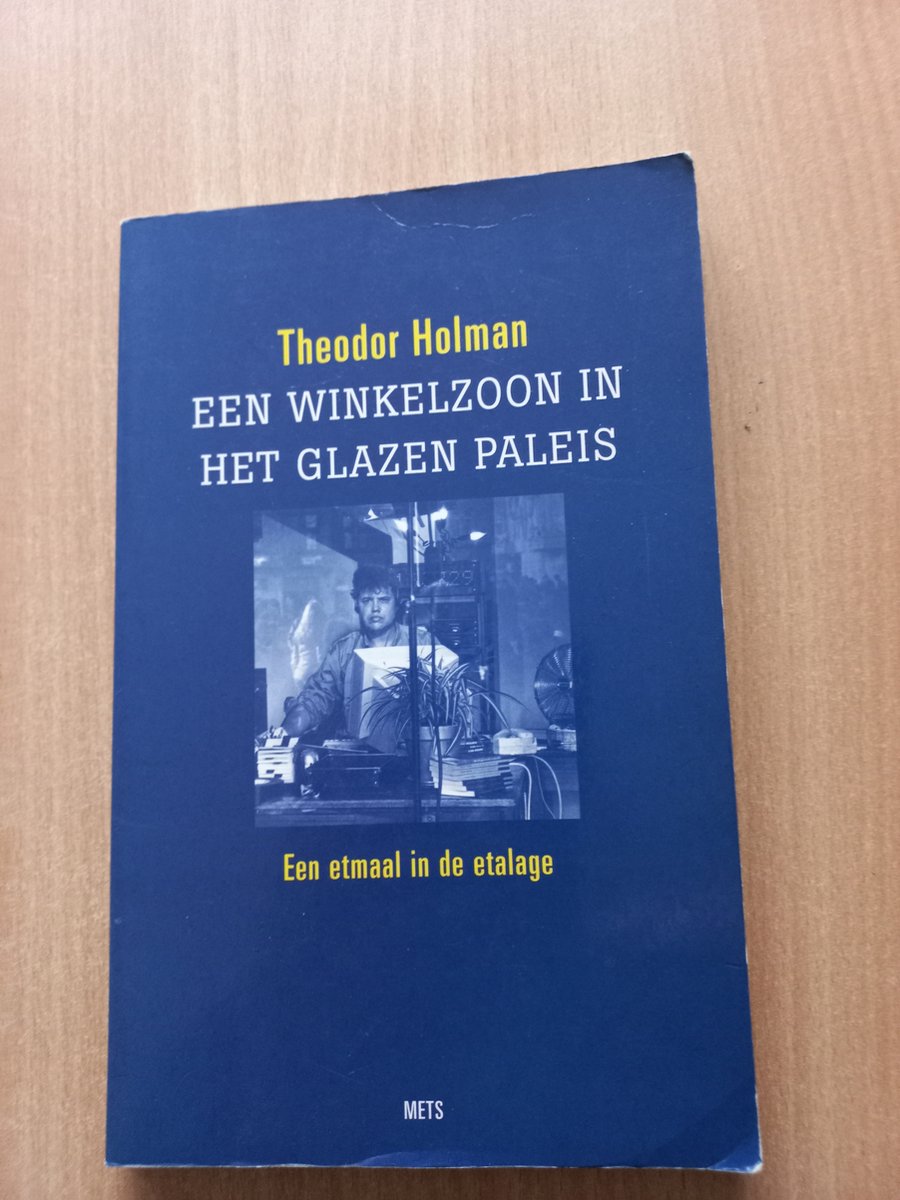 Theodor Holman
EEN WINKELZOON IN
HET GLAZEN PALEIS
Een etmaal in de etalage
METS